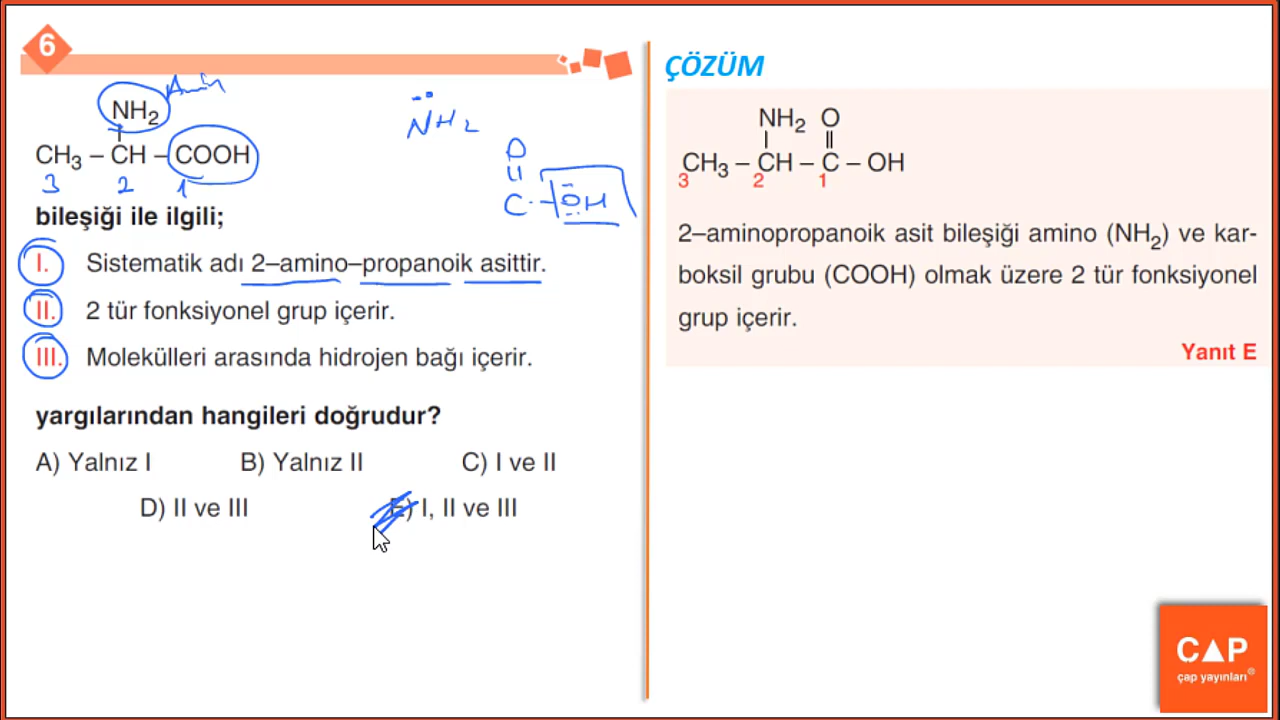 6
NH2 Amin
CH3 – CH – COOH
3 2 1
N̈H2
O
C – ÖH
bileşiği ile ilgili;
I. Sistematik adı 2–amino–propanoik asittir.
II. 2 tür fonksiyonel grup içerir.
III. Molekülleri arasında hidrojen bağı içerir.
yargılarından hangileri doğrudur?
A) Yalnız I B) Yalnız II C) I ve II
D) II ve III E) I, II ve III
ÇÖZÜM
NH2 O
CH3 – CH – C – OH
3 2 1
2–aminopropanoik asit bileşiği amino (NH2) ve kar-
boksil grubu (COOH) olmak üzere 2 tür fonksiyonel
grup içerir.
Yanıt E
CAP
çap yayınları®